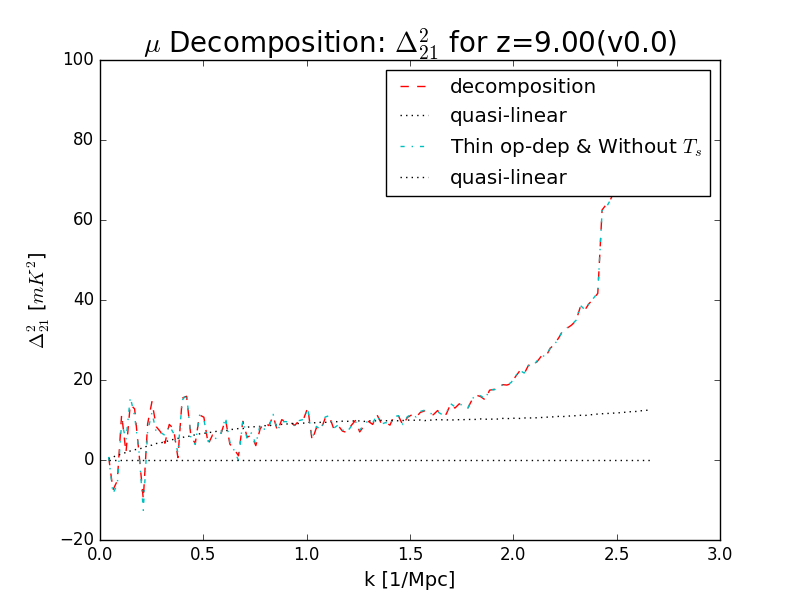 μ Decomposition: Δ²₂₁ for z=9.00(v0.0)
100
80
60
40
20
0
−20
Δ²₂₁ [mK²]
decomposition
quasi-linear
Thin op-dep & Without Tₛ
quasi-linear
0.0 0.5 1.0 1.5 2.0 2.5 3.0
k [1/Mpc]